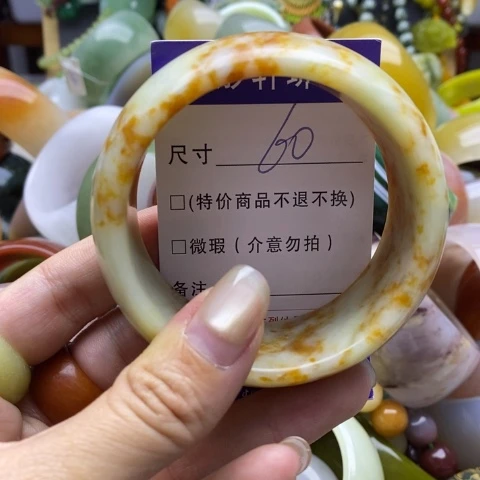 尺寸 60
□(特价商品不退不换)
□微瑕(介意勿拍)
备注